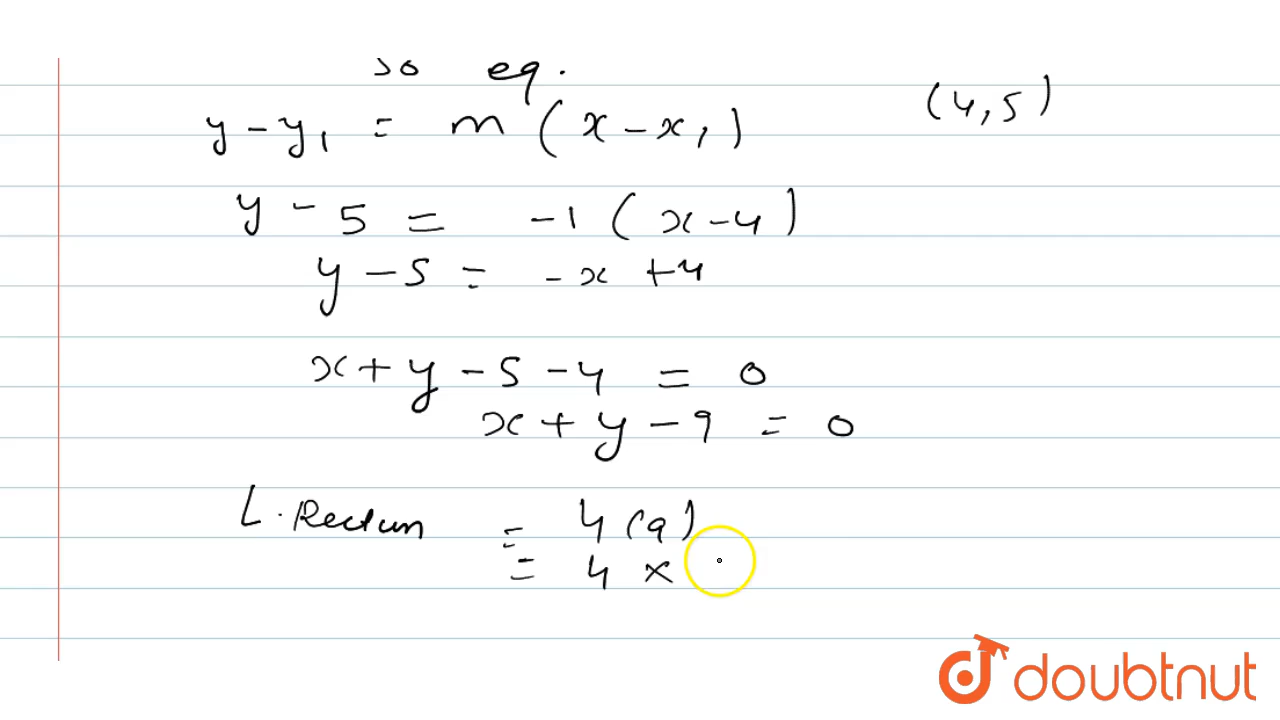 so eq.
(4,5)
y - y₁ = m (x - x₁)
y - 5 = -1 (x - 4)
y - 5 = -x + 4
x + y - 5 - 4 = 0
x + y - 9 = 0
L. Rectum = 4(a)
= 4 ×
doubtnut